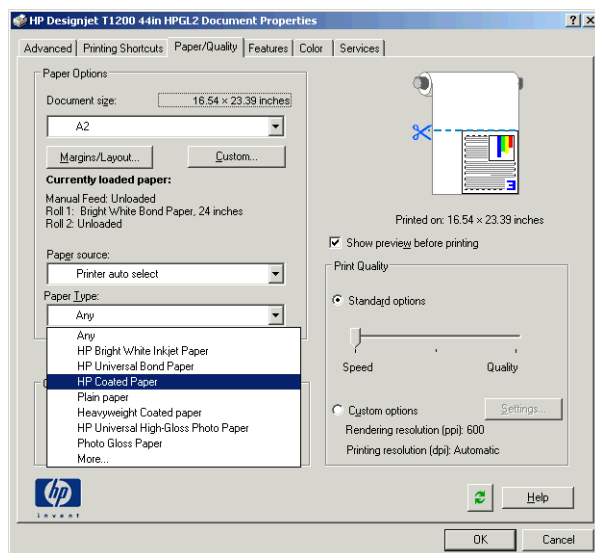 HP Designjet T1200 44in HPGL2 Document Properties
Advanced
Printing Shortcuts
Paper/Quality
Features
Color
Services
Paper Options
Document size:
16.54 × 23.39 inches
A2
Margins/Layout...
Custom...
Currently loaded paper:
Manual Feed: Unloaded
Roll 1: Bright White Bond Paper, 24 inches
Roll 2: Unloaded
Paper source:
Printer auto select
Paper Type:
Any
Any
HP Bright White Inkjet Paper
HP Universal Bond Paper
HP Coated Paper
Plain paper
Heavyweight Coated paper
HP Universal High-Gloss Photo Paper
Photo Gloss Paper
More...
3
Printed on: 16.54 × 23.39 inches
Show preview before printing
Print Quality
Standard options
Speed
Quality
Custom options
Settings...
Rendering resolution (ppi): 600
Printing resolution (dpi): Automatic
hp
invent
Help
OK
Cancel